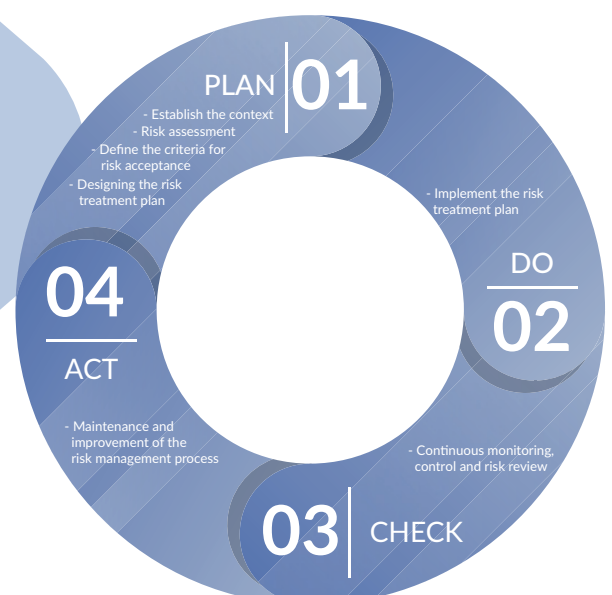 PLAN 01
- Establish the context
- Risk assessment
- Define the criteria for
risk acceptance
- Designing the risk
treatment plan
- Implement the risk
treatment plan
DO
02
- Continuous monitoring,
control and risk review
03 CHECK
04
ACT
- Maintenance and
improvement of the
risk management process